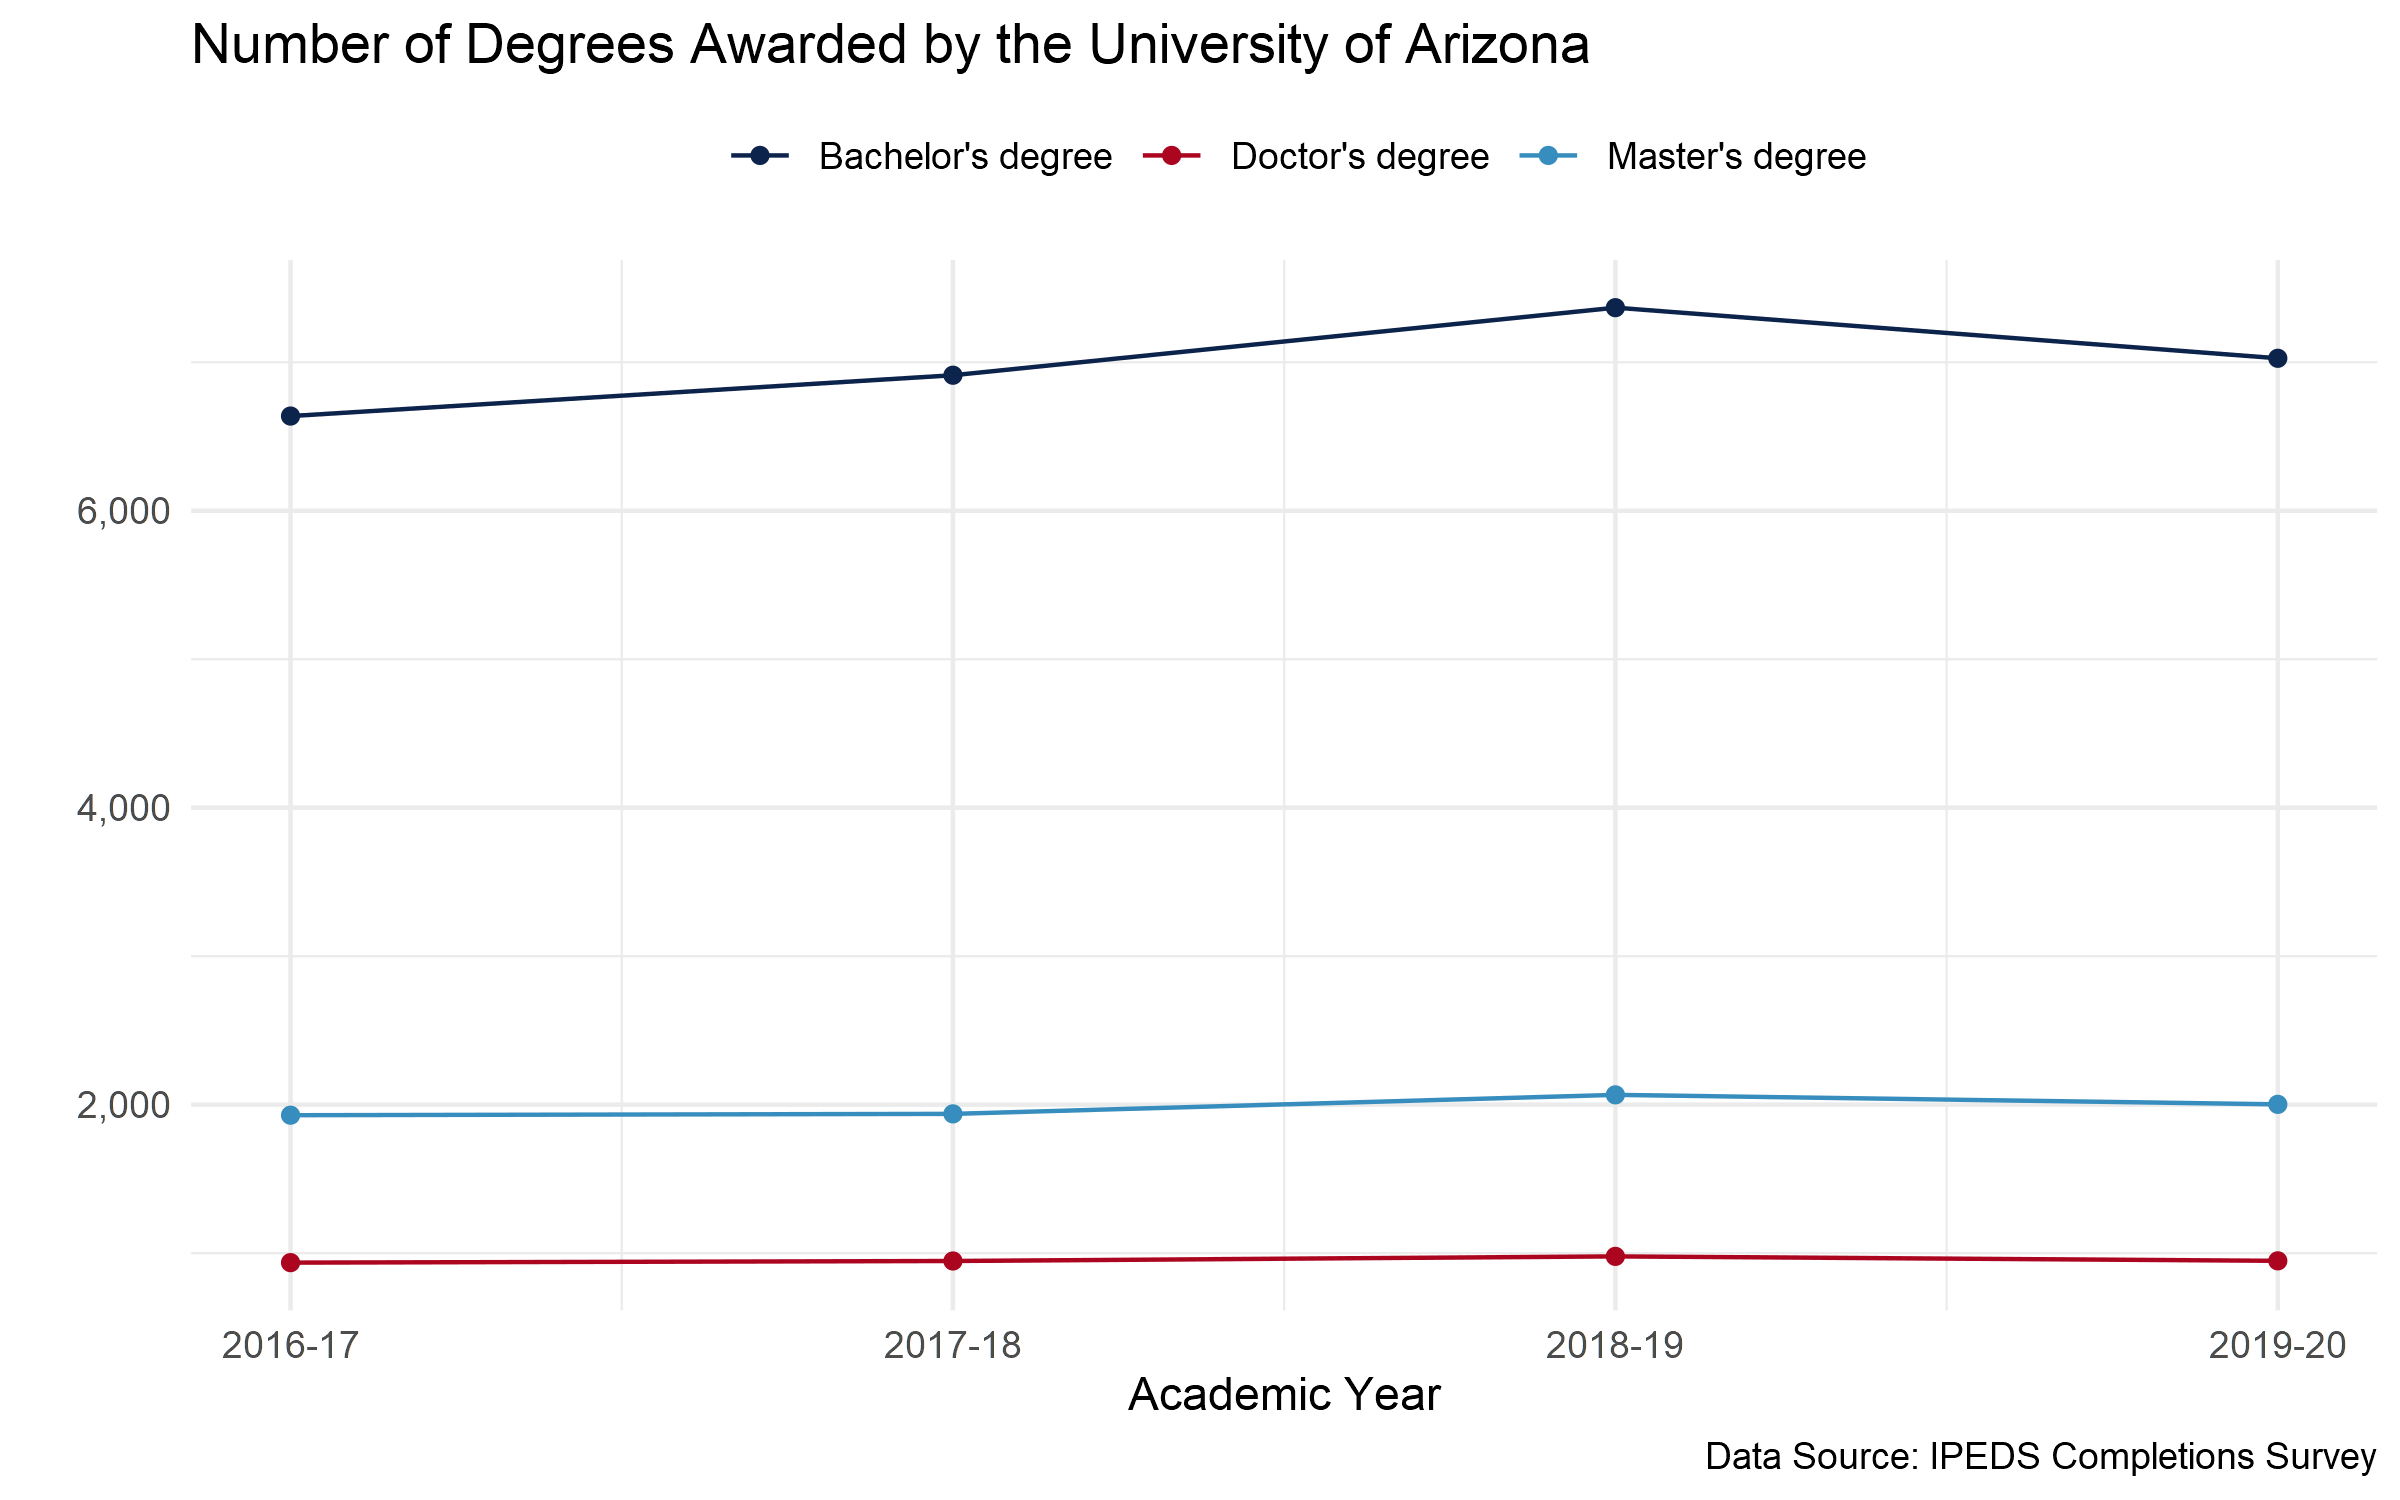 Number of Degrees Awarded by the University of Arizona
Bachelor's degree Doctor's degree Master's degree
6,000
4,000
2,000
2016-17 2017-18 2018-19 2019-20
Academic Year
Data Source: IPEDS Completions Survey